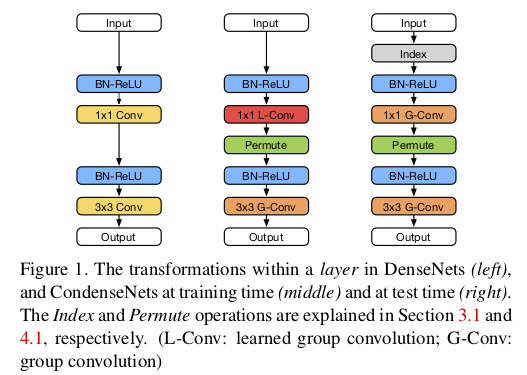 Input Input Input
Index
BN-ReLU BN-ReLU BN-ReLU
1x1 Conv 1x1 L-Conv 1x1 G-Conv
Permute Permute
BN-ReLU BN-ReLU BN-ReLU
3x3 Conv 3x3 G-Conv 3x3 G-Conv
Output Output Output
Figure 1. The transformations within a layer in DenseNets (left),
and CondenseNets at training time (middle) and at test time (right).
The Index and Permute operations are explained in Section 3.1 and
4.1, respectively. (L-Conv: learned group convolution; G-Conv:
group convolution)